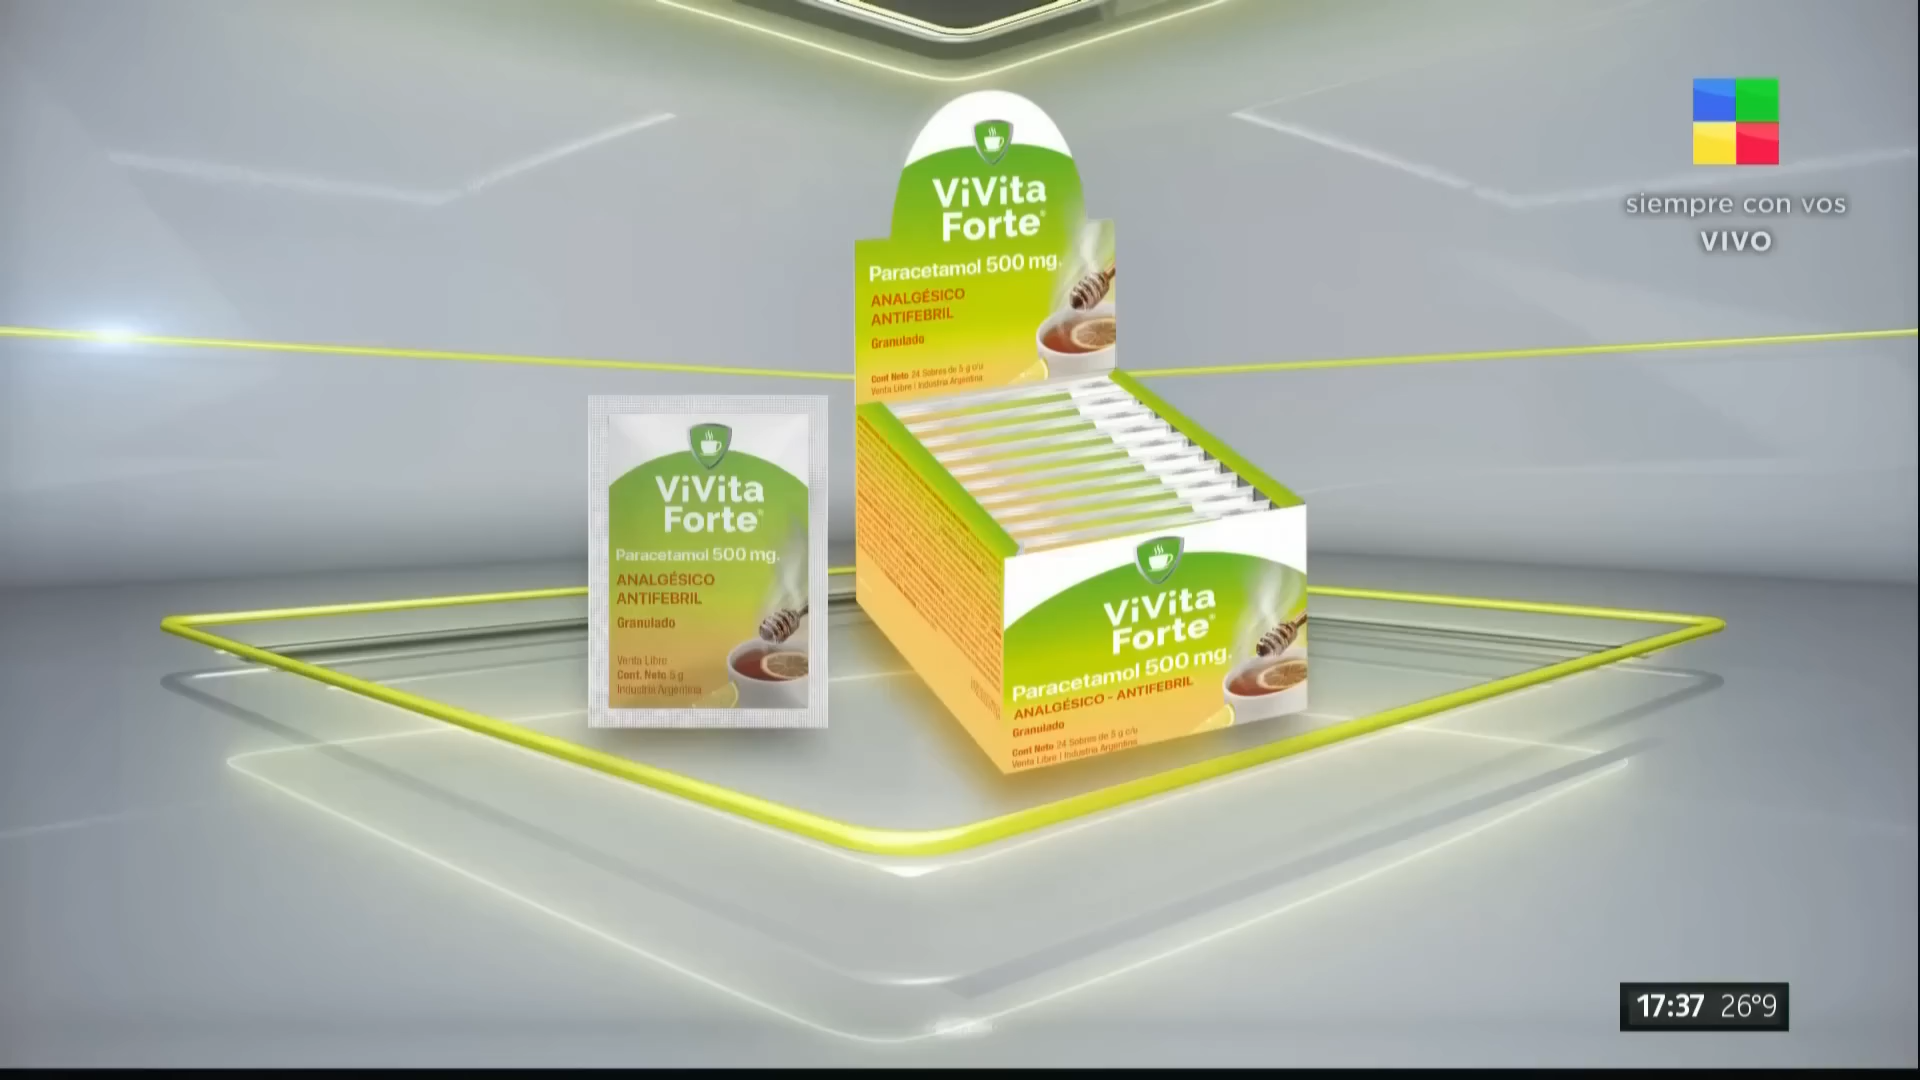 ViVita
Forte
Paracetamol 500 mg.
ANALGÉSICO
ANTIFEBRIL
Granulado
Cont Neto 24 Sobres de 5 g c/u
Venta Libre | Industria Argentina
ViVita
Forte®
Paracetamol 500 mg.
ANALGÉSICO
ANTIFEBRIL
Granulado
Venta Libre
Cont. Neto 5 g
Industria Argentina
ViVita
Forte®
Paracetamol 500 mg.
ANALGÉSICO - ANTIFEBRIL
Granulado
Cont Neto 24 Sobres de 5 g c/u
Venta Libre | Industria Argentina
siempre con vos
VIVO
17:37 26°9